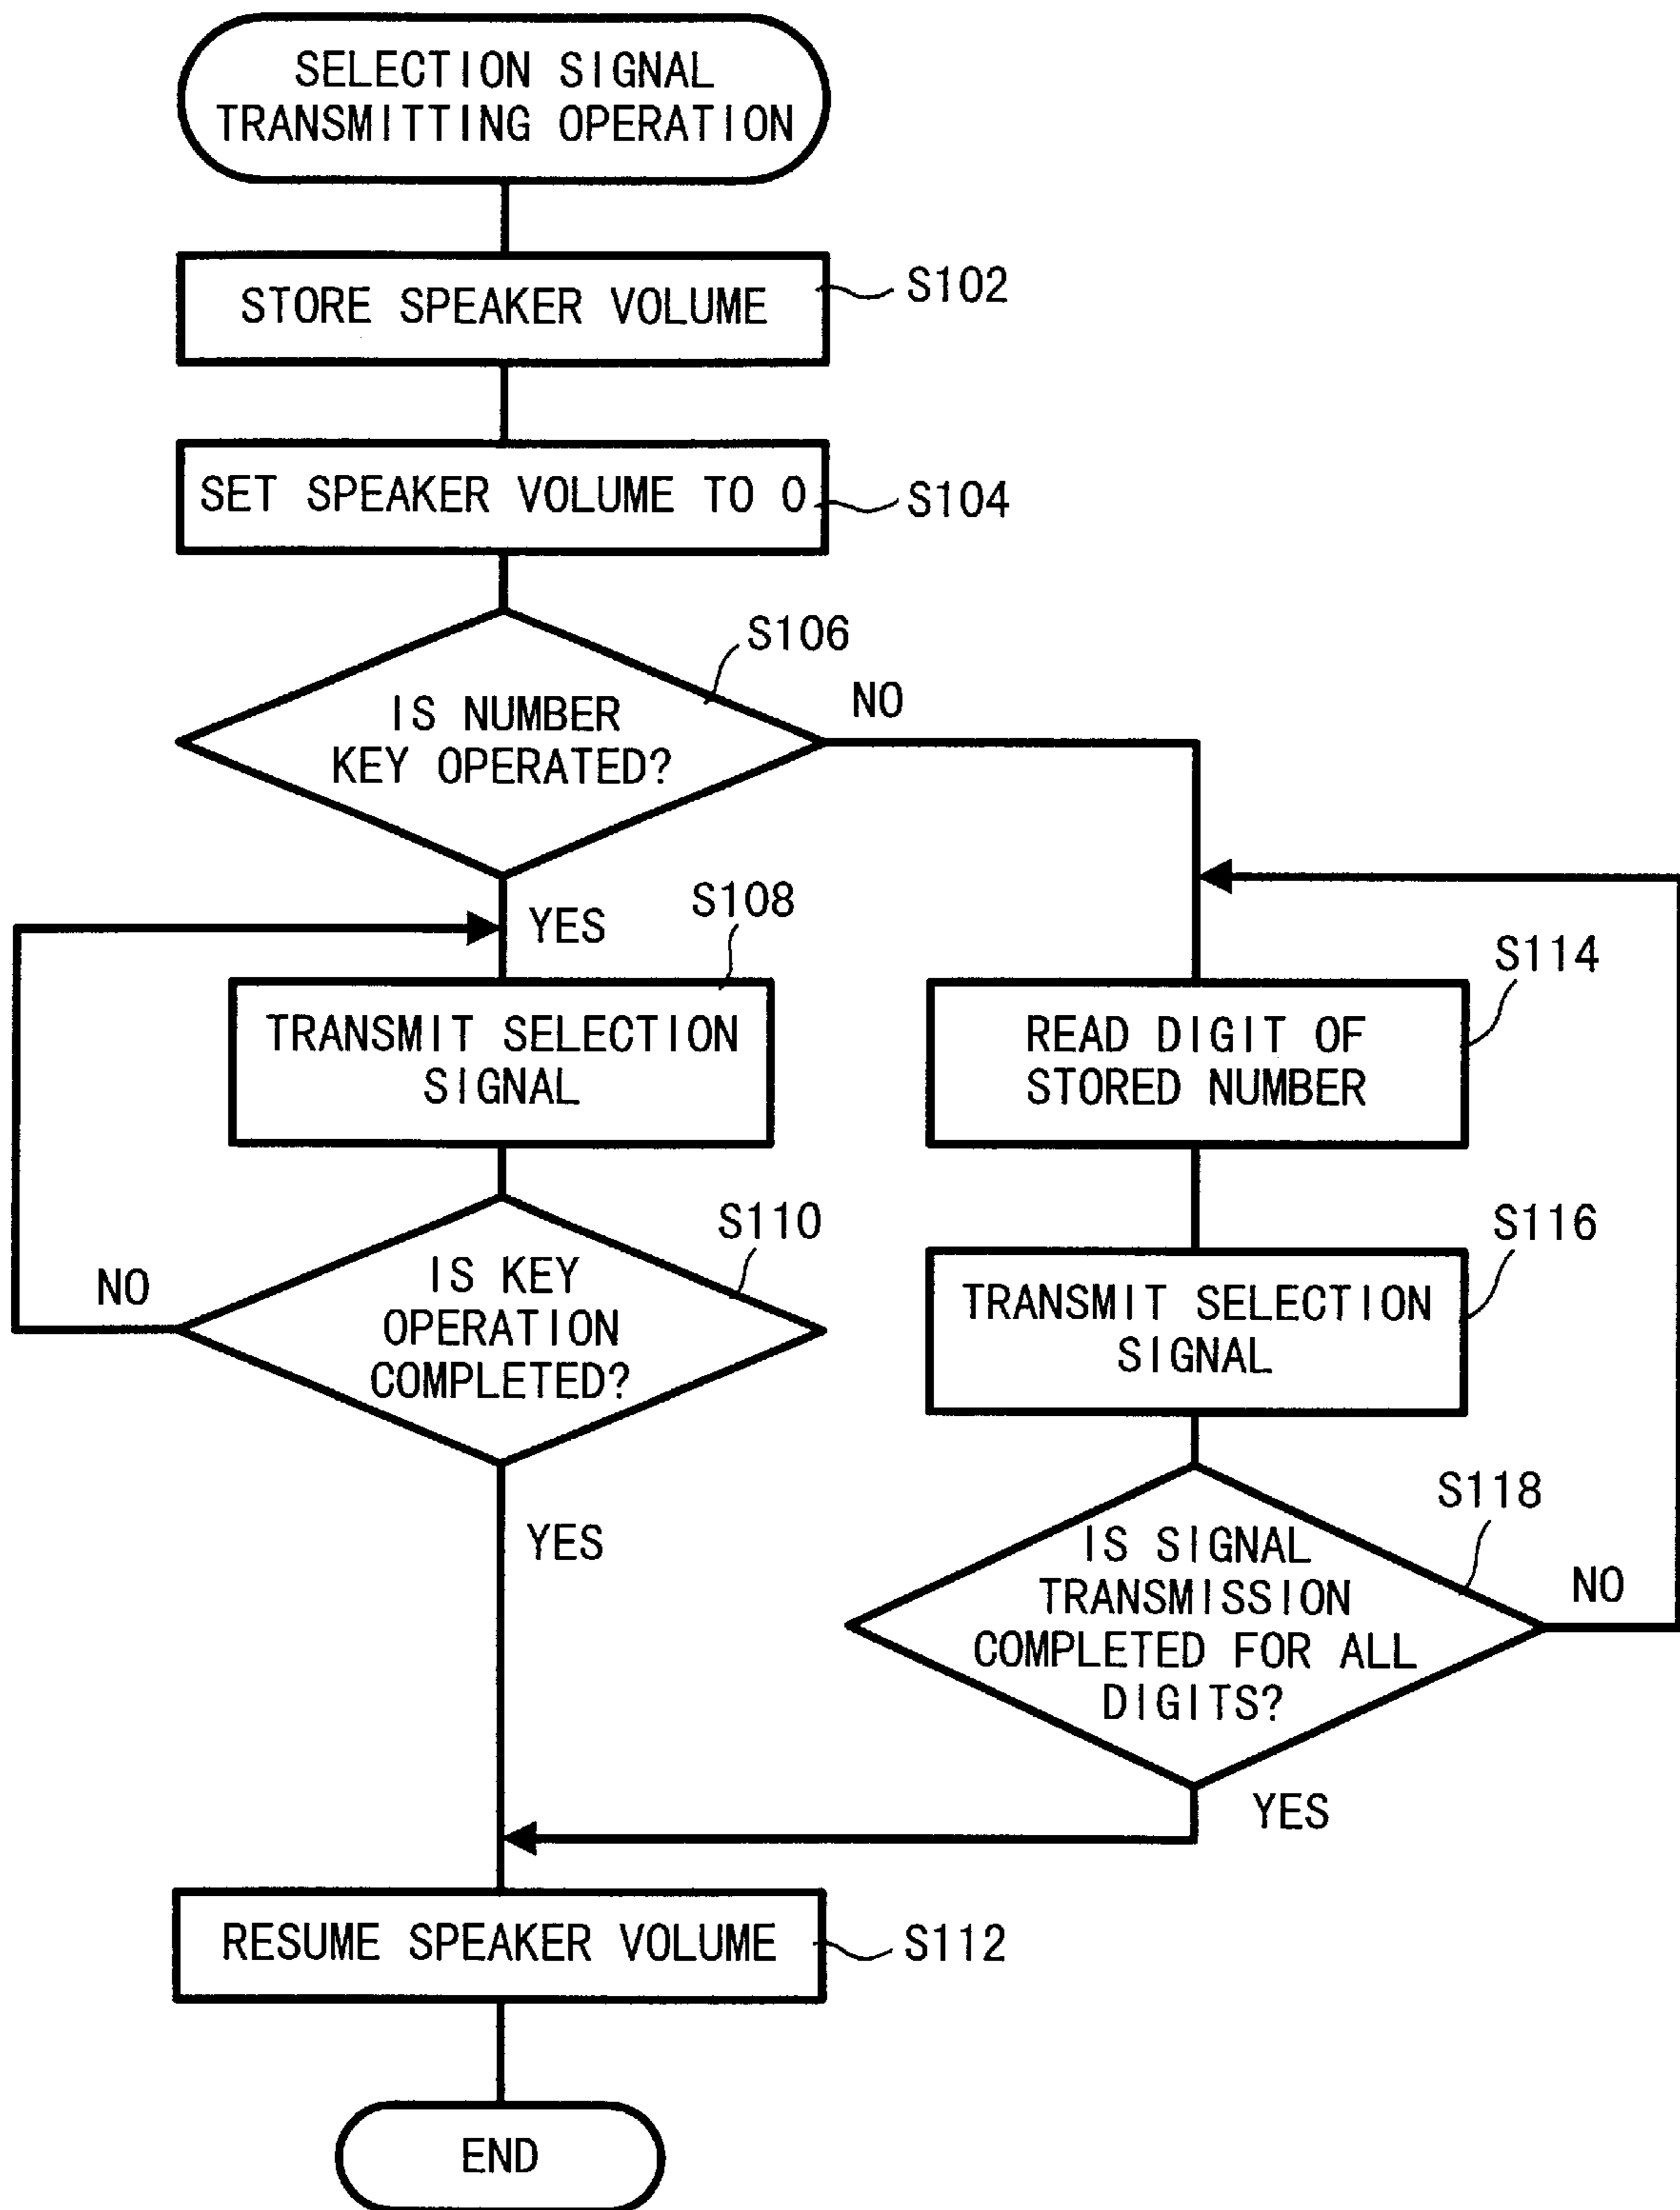 SELECTION SIGNAL
TRANSMITTING OPERATION
STORE SPEAKER VOLUME
S102
SET SPEAKER VOLUME TO 0
S104
S106
IS NUMBER
KEY OPERATED?
NO
YES
S108
TRANSMIT SELECTION
SIGNAL
S110
IS KEY
OPERATION
COMPLETED?
NO
YES
S114
READ DIGIT OF
STORED NUMBER
S116
TRANSMIT SELECTION
SIGNAL
S118
IS SIGNAL
TRANSMISSION
COMPLETED FOR ALL
DIGITS?
NO
YES
RESUME SPEAKER VOLUME
S112
END